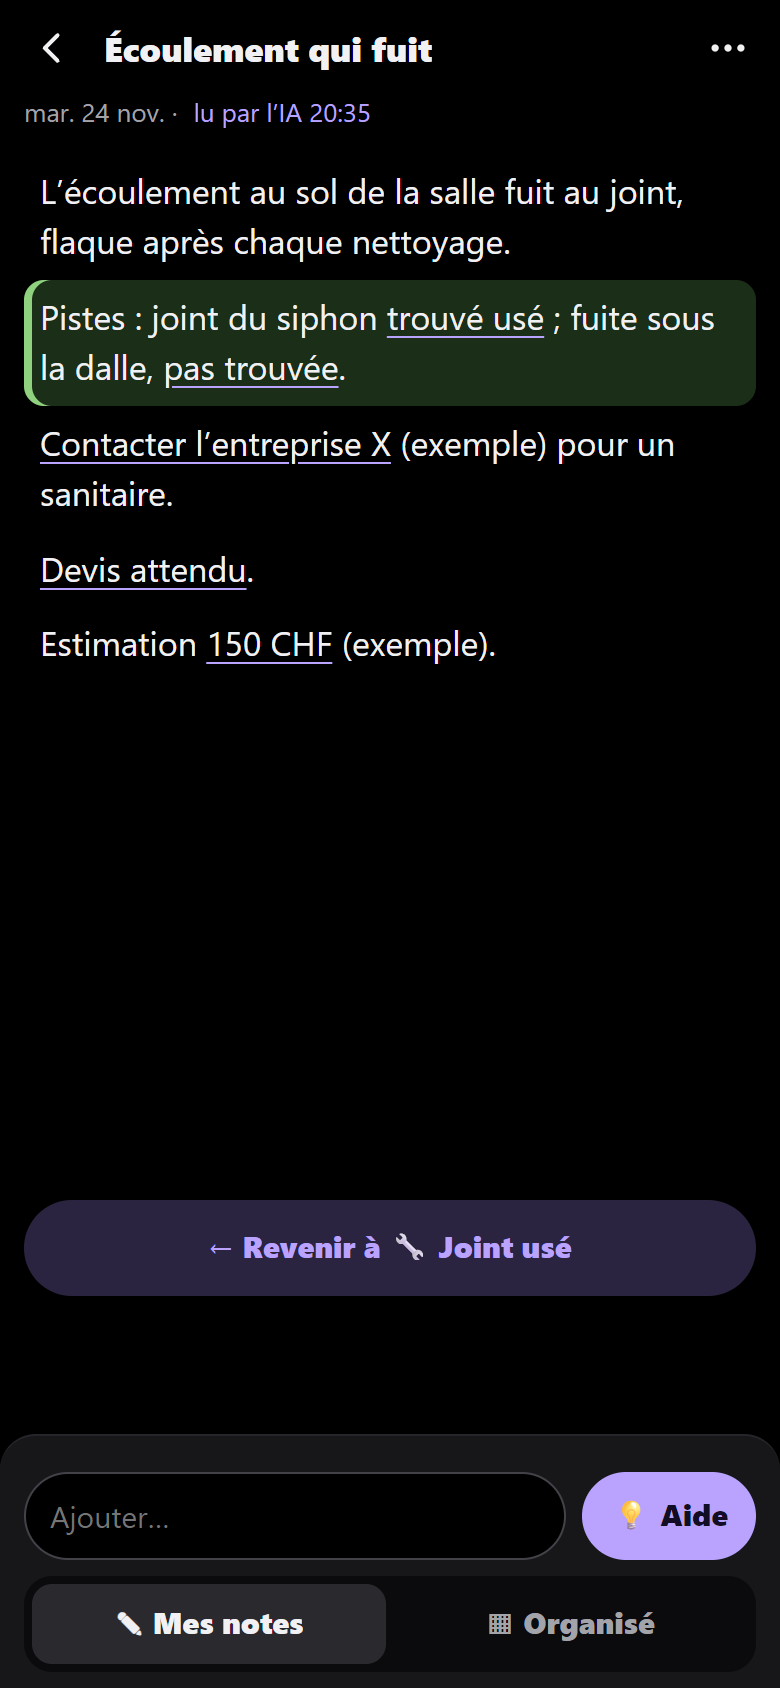 Écoulement qui fuit
mar. 24 nov. · lu par l’IA 20:35
L’écoulement au sol de la salle fuit au joint,
flaque après chaque nettoyage.
Pistes : joint du siphon trouvé usé ; fuite sous
la dalle, pas trouvée.
Contacter l’entreprise X (exemple) pour un
sanitaire.
Devis attendu.
Estimation 150 CHF (exemple).
← Revenir à 🔧 Joint usé
Ajouter...
💡 Aide
✏️ Mes notes
▦ Organisé